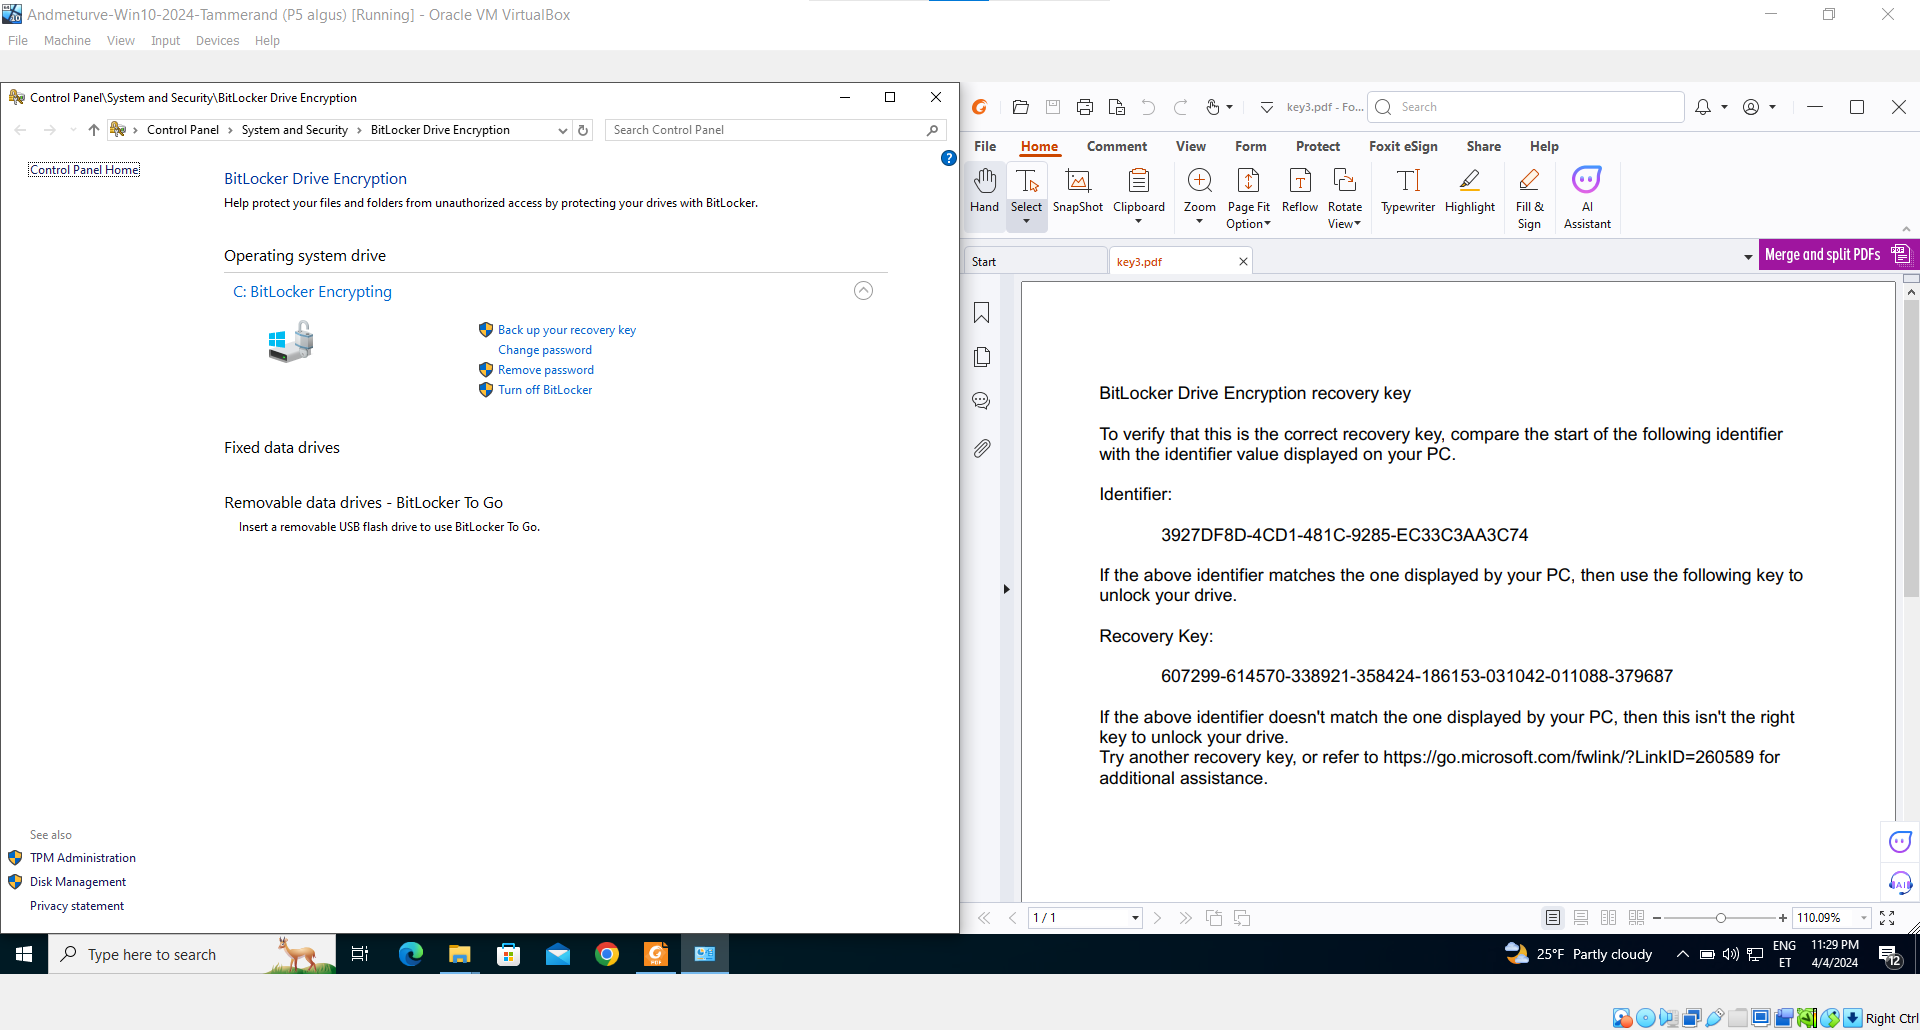 Andmeturve-Win10-2024-Tammerand (P5 algus) [Running] - Oracle VM VirtualBox
File Machine View Input Devices Help
Control Panel\System and Security\BitLocker Drive Encryption
Control Panel > System and Security > BitLocker Drive Encryption
Search Control Panel
Control Panel Home
BitLocker Drive Encryption
Help protect your files and folders from unauthorized access by protecting your drives with BitLocker.
Operating system drive
C: BitLocker Encrypting
Back up your recovery key
Change password
Remove password
Turn off BitLocker
Fixed data drives
Removable data drives - BitLocker To Go
Insert a removable USB flash drive to use BitLocker To Go.
See also
TPM Administration
Disk Management
Privacy statement
key3.pdf - Fo...
Search
File Home Comment View Form Protect Foxit eSign Share Help
Hand
Select
SnapShot
Clipboard
Zoom
Page Fit Option
Reflow
Rotate View
Typewriter
Highlight
Fill & Sign
AI Assistant
Start
key3.pdf
Merge and split PDFs
BitLocker Drive Encryption recovery key
To verify that this is the correct recovery key, compare the start of the following identifier
with the identifier value displayed on your PC.
Identifier:
3927DF8D-4CD1-481C-9285-EC33C3AA3C74
If the above identifier matches the one displayed by your PC, then use the following key to
unlock your drive.
Recovery Key:
607299-614570-338921-358424-186153-031042-011088-379687
If the above identifier doesn't match the one displayed by your PC, then this isn't the right
key to unlock your drive.
Try another recovery key, or refer to https://go.microsoft.com/fwlink/?LinkID=260589 for
additional assistance.
1 / 1
110.09%
Type here to search
25°F Partly cloudy
ENG
ET
11:29 PM
4/4/2024
12
Right Ctrl